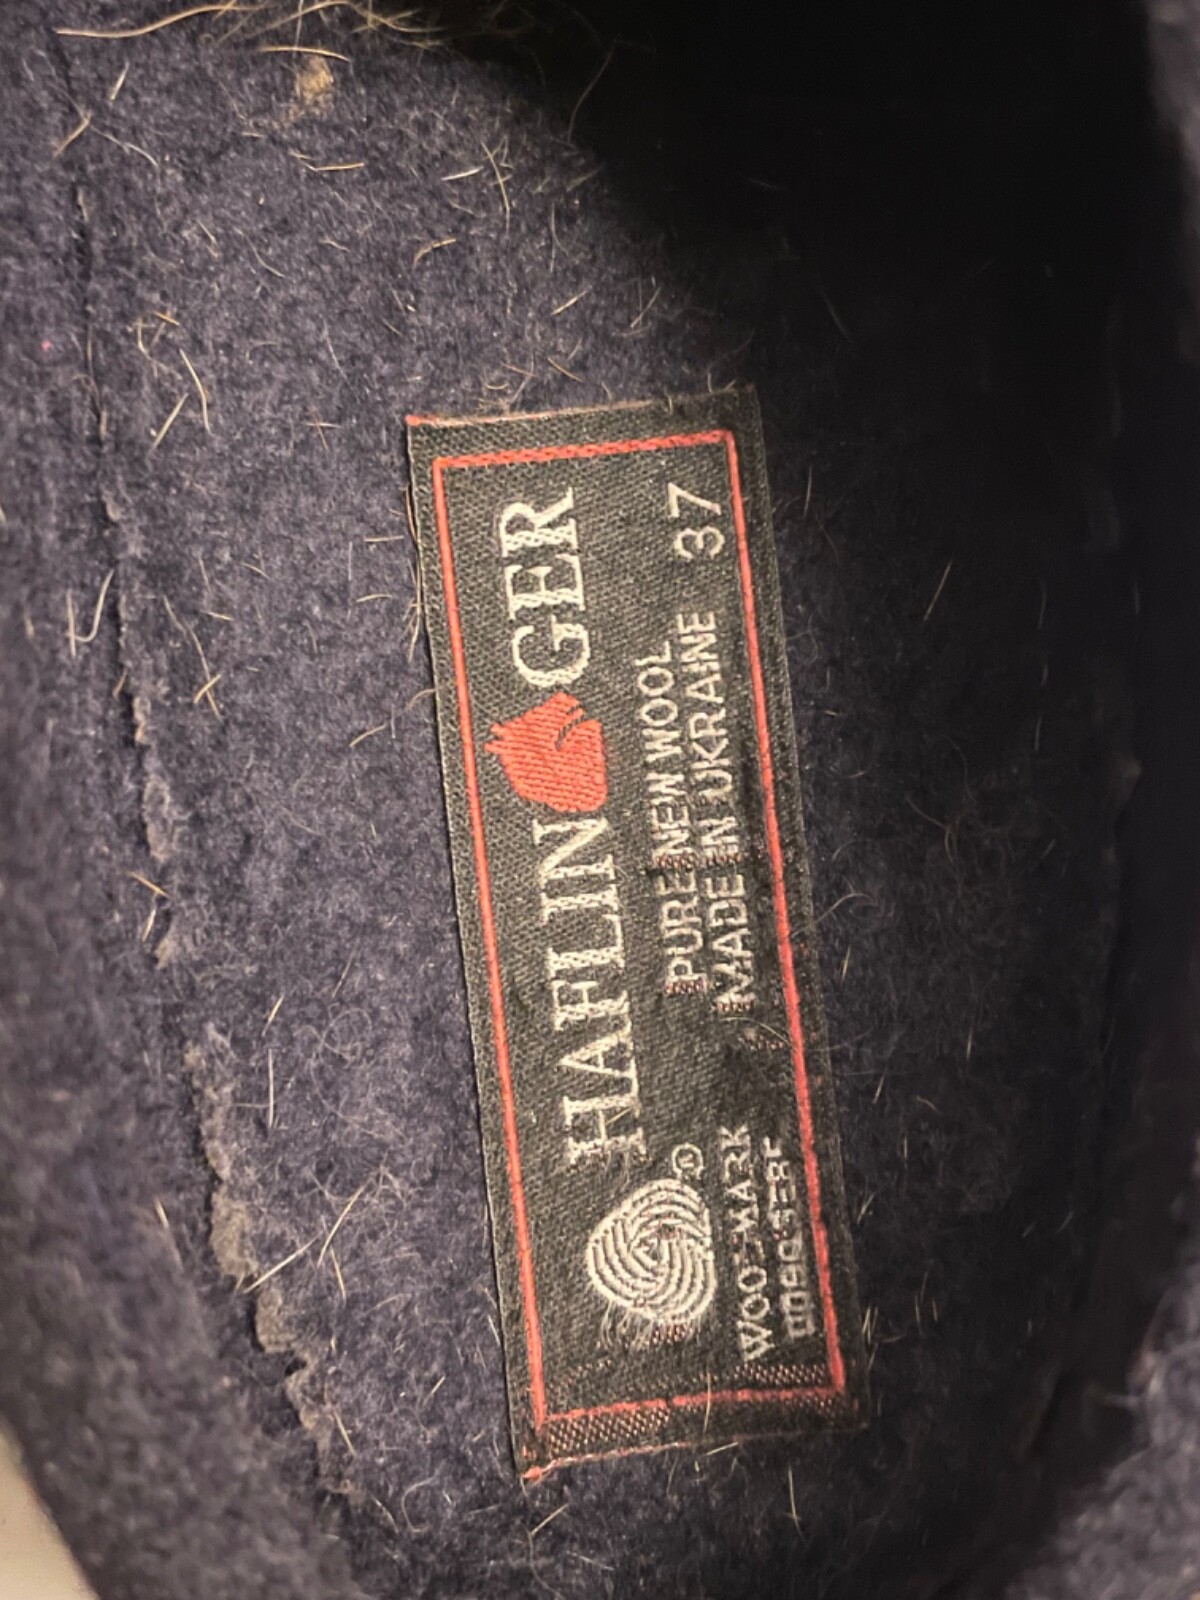 HAFLINGER
PURE NEW WOOL
MADE IN UKRAINE 37
®
WOOLMARK